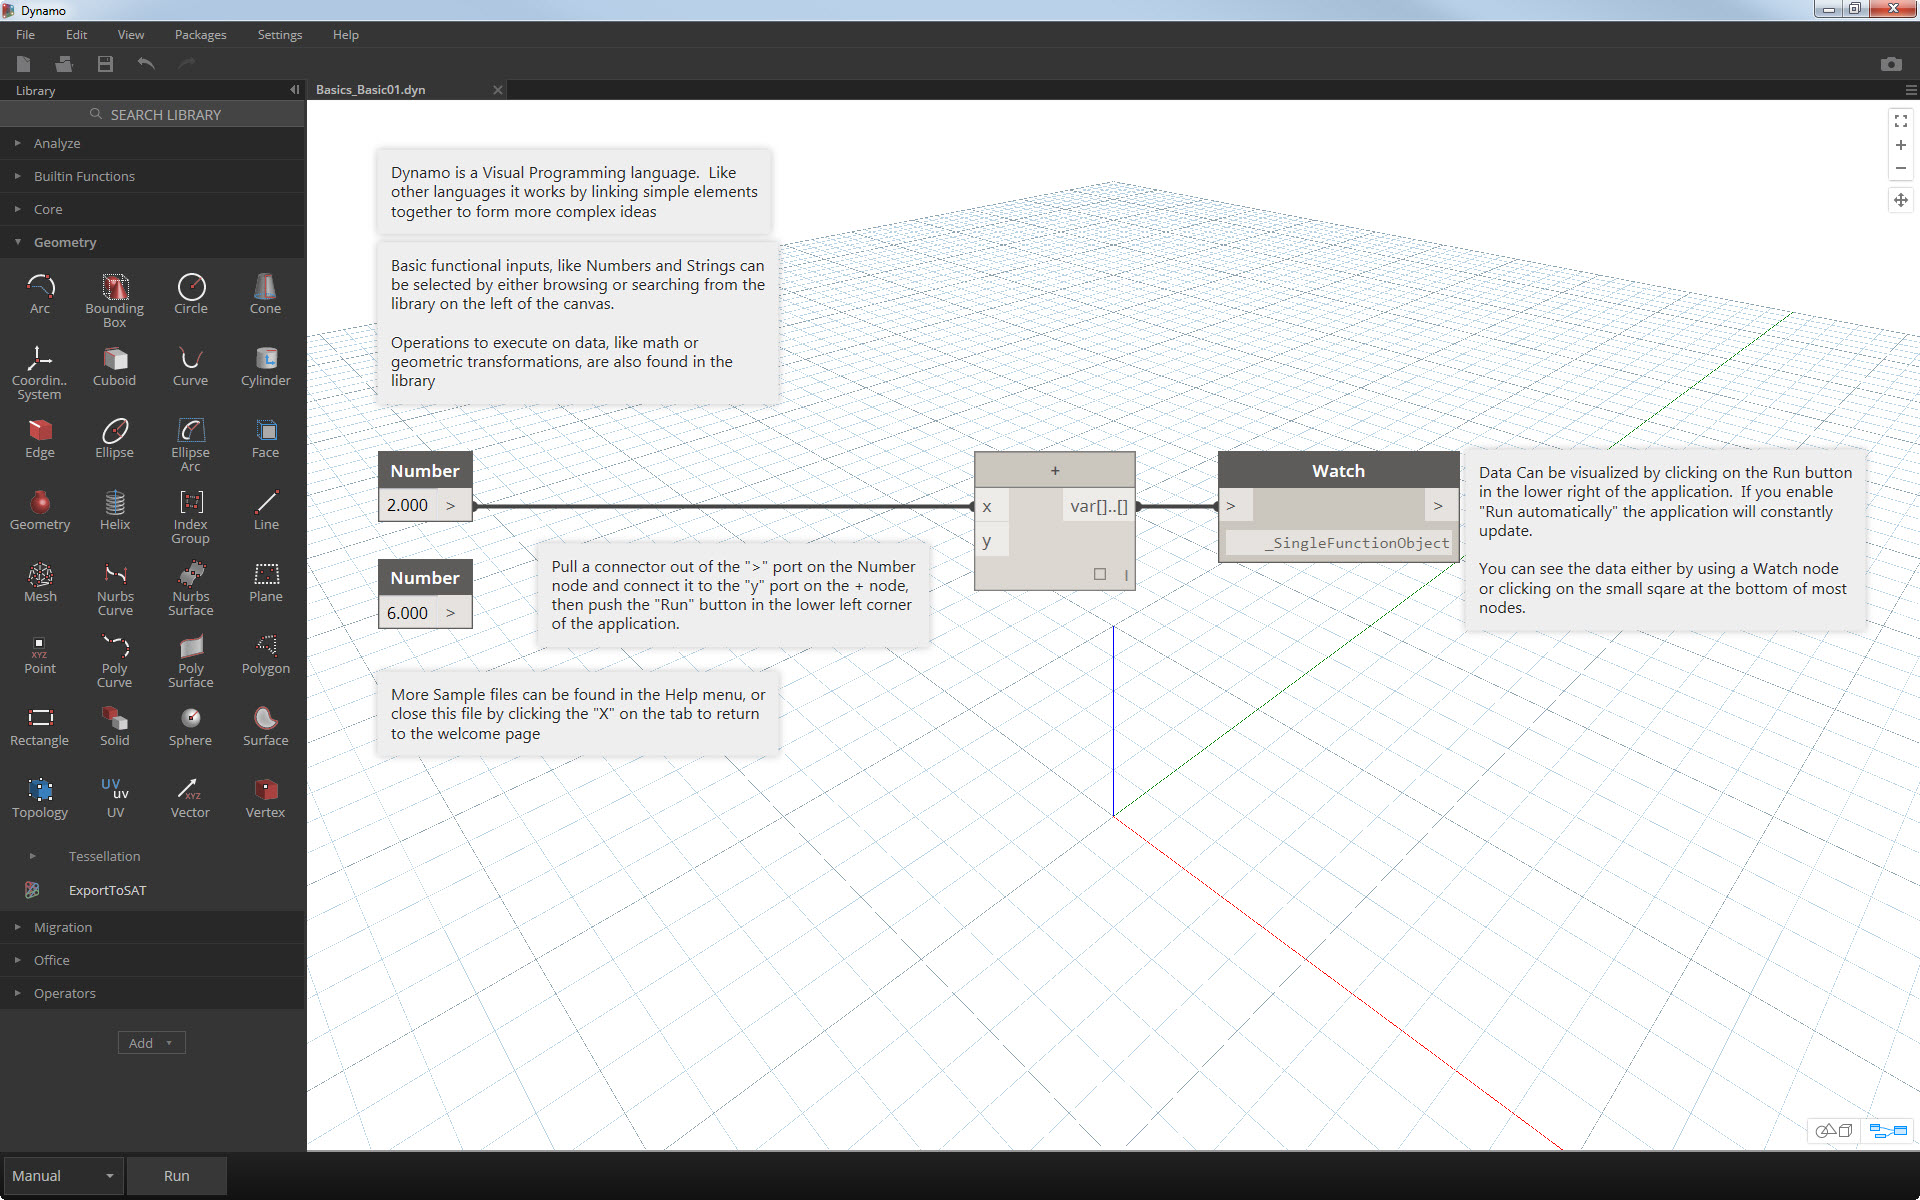 Dynamo
File Edit View Packages Settings Help
Library
Basics_Basic01.dyn
SEARCH LIBRARY
Analyze
Builtin Functions
Core
Geometry
Arc
Bounding
Box
Circle
Cone
Coordin..
System
Cuboid
Curve
Cylinder
Edge
Ellipse
Ellipse
Arc
Face
Geometry
Helix
Index
Group
Line
Mesh
Nurbs
Curve
Nurbs
Surface
Plane
XYZ
Point
Poly
Curve
Poly
Surface
Polygon
Rectangle
Solid
Sphere
Surface
Topology
UV
uv
UV
XYZ
Vector
Vertex
Tessellation
ExportToSAT
Migration
Office
Operators
Add
Dynamo is a Visual Programming language.  Like
other languages it works by linking simple elements
together to form more complex ideas
Basic functional inputs, like Numbers and Strings can
be selected by either browsing or searching from the
library on the left of the canvas.
Operations to execute on data, like math or
geometric transformations, are also found in the
library
Number
2.000 >
Number
6.000 >
Pull a connector out of the ">" port on the Number
node and connect it to the "y" port on the + node,
then push the "Run" button in the lower left corner
of the application.
More Sample files can be found in the Help menu, or
close this file by clicking the "X" on the tab to return
to the welcome page
+
x var[]..[]
y
|
Watch
> >
_SingleFunctionObject
Data Can be visualized by clicking on the Run button
in the lower right of the application.  If you enable
"Run automatically" the application will constantly
update.
You can see the data either by using a Watch node
or clicking on the small sqare at the bottom of most
nodes.
Manual
Run